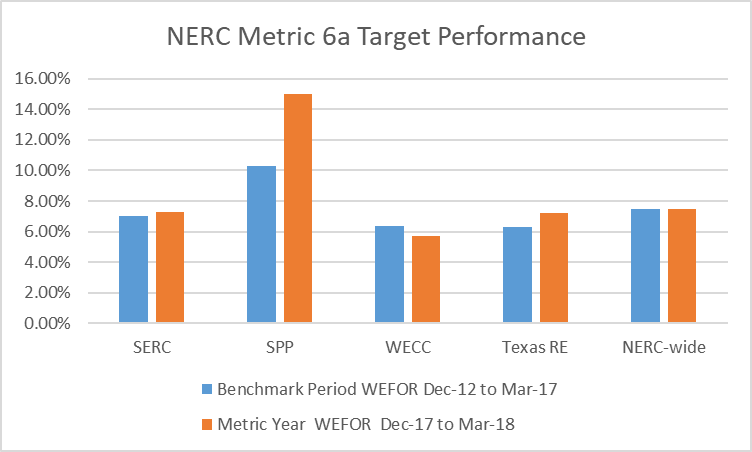 NERC Metric 6a Target Performance
16.00%
14.00%
12.00%
10.00%
8.00%
6.00%
4.00%
2.00%
0.00%
SERC SPP WECC Texas RE NERC-wide
Benchmark Period WEFOR Dec-12 to Mar-17
Metric Year  WEFOR  Dec-17 to Mar-18